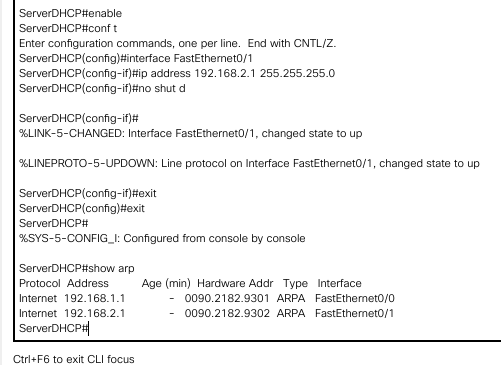 ServerDHCP#enable
ServerDHCP#conf t
Enter configuration commands, one per line. End with CNTL/Z.
ServerDHCP(config)#interface FastEthernet0/1
ServerDHCP(config-if)#ip address 192.168.2.1 255.255.255.0
ServerDHCP(config-if)#no shut d
ServerDHCP(config-if)#
%LINK-5-CHANGED: Interface FastEthernet0/1, changed state to up
%LINEPROTO-5-UPDOWN: Line protocol on Interface FastEthernet0/1, changed state to up
ServerDHCP(config-if)#exit
ServerDHCP(config)#exit
ServerDHCP#
%SYS-5-CONFIG_I: Configured from console by console
ServerDHCP#show arp
Protocol Address Age (min) Hardware Addr Type Interface
Internet 192.168.1.1 - 0090.2182.9301 ARPA FastEthernet0/0
Internet 192.168.2.1 - 0090.2182.9302 ARPA FastEthernet0/1
ServerDHCP#
Ctrl+F6 to exit CLI focus